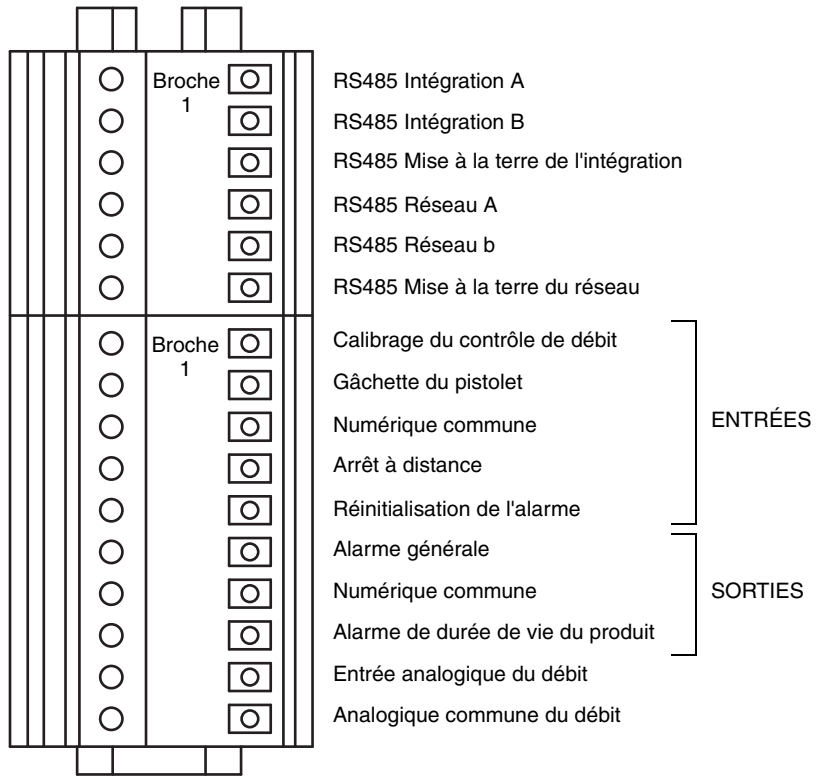 Broche
1
RS485 Intégration A
RS485 Intégration B
RS485 Mise à la terre de l'intégration
RS485 Réseau A
RS485 Réseau b
RS485 Mise à la terre du réseau
Broche
1
Calibrage du contrôle de débit
Gâchette du pistolet
Numérique commune
Arrêt à distance
Réinitialisation de l'alarme
ENTRÉES
Alarme générale
Numérique commune
Alarme de durée de vie du produit
SORTIES
Entrée analogique du débit
Analogique commune du débit